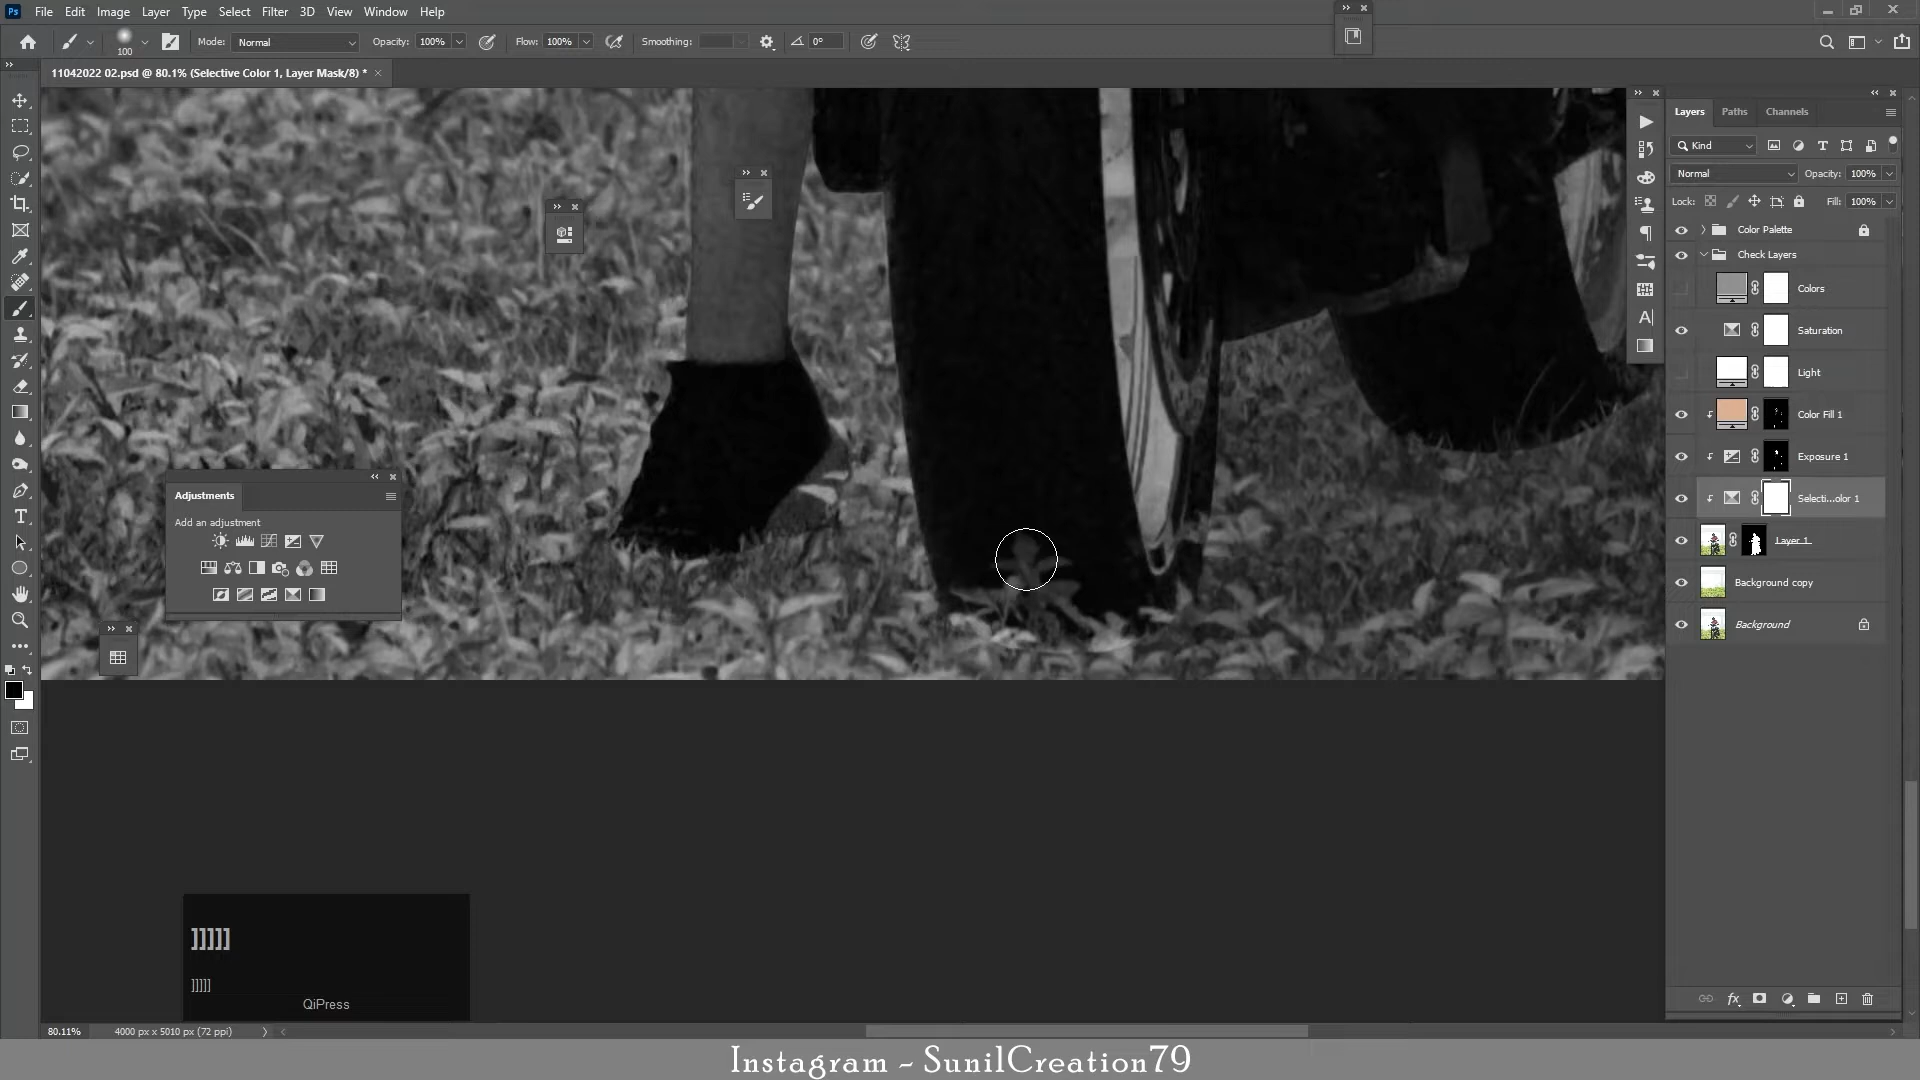 Ps File Edit Image Layer Type Select Filter 3D View Window Help
100 Mode: Normal Opacity: 100% Flow: 100% Smoothing: 0°
11042022 02.psd @ 80.1% (Selective Color 1, Layer Mask/8) *
Layers Paths Channels
Kind
Normal Opacity: 100%
Lock: Fill: 100%
Color Palette
Check Layers
Colors
Saturation
Light
Color Fill 1
Exposure 1
Selecti...olor 1
Layer 1
Background copy
Background
Adjustments
Add an adjustment
]]]]]
]]]]]
QiPress
80.11% 4000 px x 5010 px (72 ppi)
Instagram - SunilCreation79